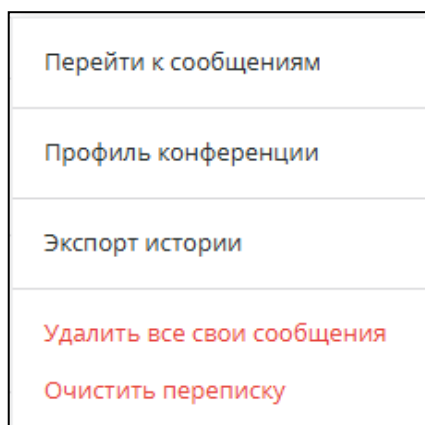 Перейти к сообщениям
Профиль конференции
Экспорт истории
Удалить все свои сообщения
Очистить переписку